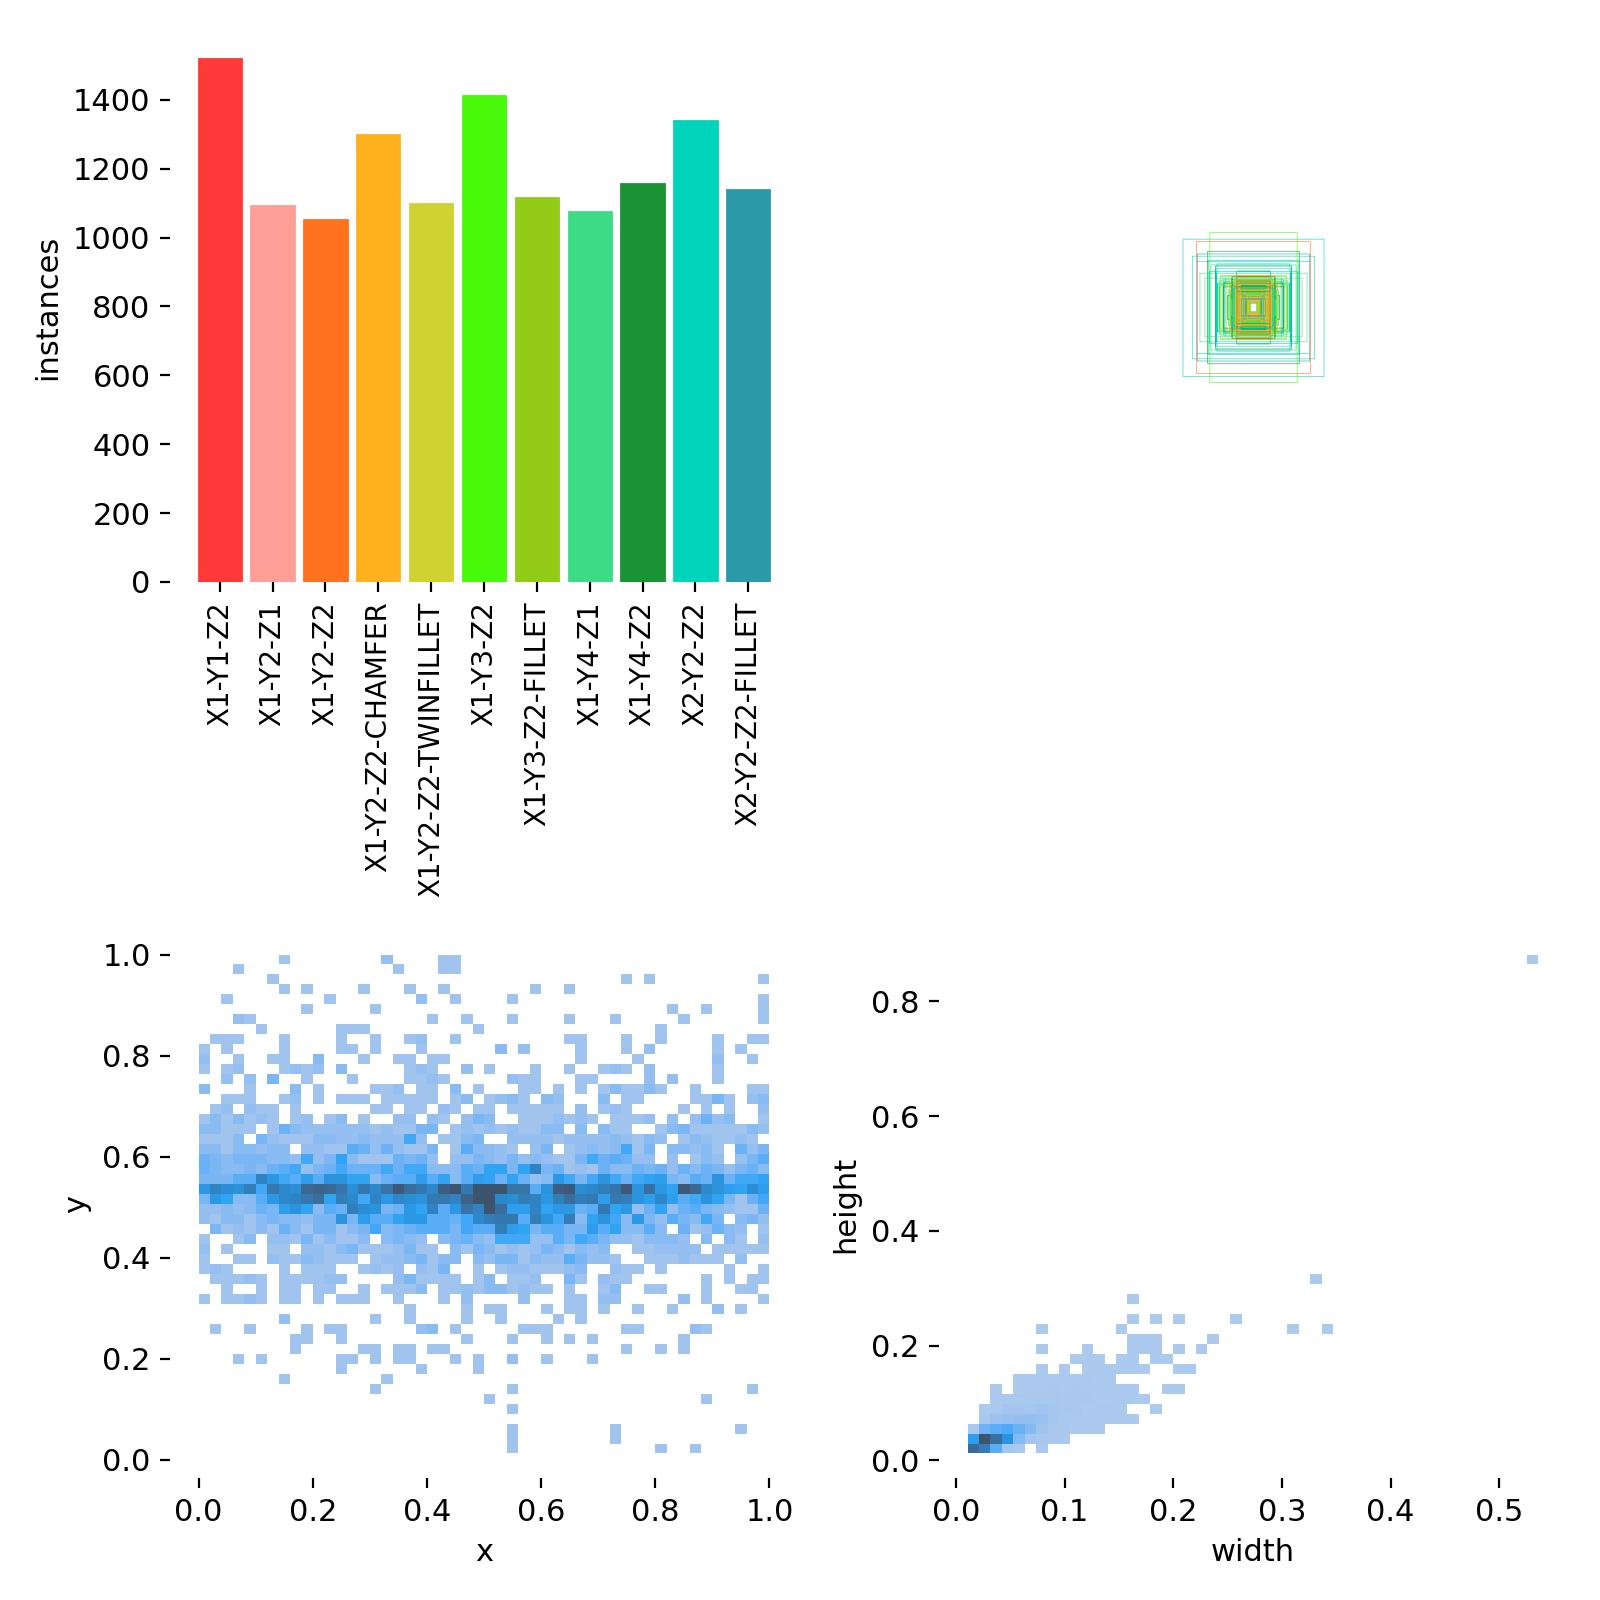 instances
1400
1200
1000
800
600
400
200
0
X1-Y1-Z2
X1-Y2-Z1
X1-Y2-Z2
X1-Y2-Z2-CHAMFER
X1-Y2-Z2-TWINFILLET
X1-Y3-Z2
X1-Y3-Z2-FILLET
X1-Y4-Z1
X1-Y4-Z2
X2-Y2-Z2
X2-Y2-Z2-FILLET
y
1.0
0.8
0.6
0.4
0.2
0.0
0.0 0.2 0.4 0.6 0.8 1.0
x
height
0.8
0.6
0.4
0.2
0.0
0.0 0.1 0.2 0.3 0.4 0.5
width